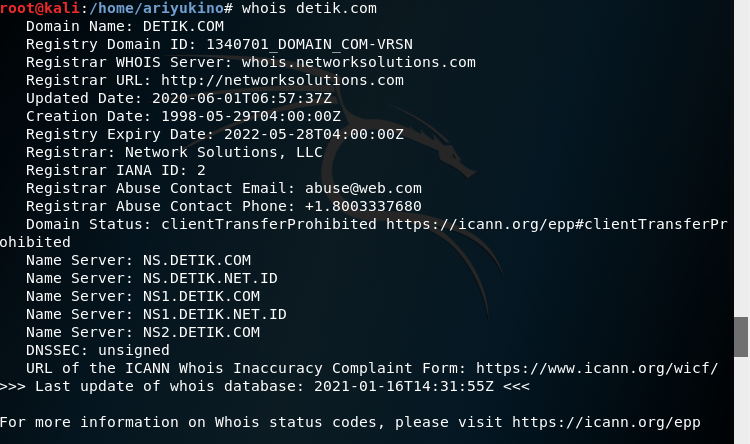 root@kali:/home/ariyukino# whois detik.com
   Domain Name: DETIK.COM
   Registry Domain ID: 1340701_DOMAIN_COM-VRSN
   Registrar WHOIS Server: whois.networksolutions.com
   Registrar URL: http://networksolutions.com
   Updated Date: 2020-06-01T06:57:37Z
   Creation Date: 1998-05-29T04:00:00Z
   Registry Expiry Date: 2022-05-28T04:00:00Z
   Registrar: Network Solutions, LLC
   Registrar IANA ID: 2
   Registrar Abuse Contact Email: abuse@web.com
   Registrar Abuse Contact Phone: +1.8003337680
   Domain Status: clientTransferProhibited https://icann.org/epp#clientTransferPr
ohibited
   Name Server: NS.DETIK.COM
   Name Server: NS.DETIK.NET.ID
   Name Server: NS1.DETIK.COM
   Name Server: NS1.DETIK.NET.ID
   Name Server: NS2.DETIK.COM
   DNSSEC: unsigned
   URL of the ICANN Whois Inaccuracy Complaint Form: https://www.icann.org/wicf/
>>> Last update of whois database: 2021-01-16T14:31:55Z <<<

For more information on Whois status codes, please visit https://icann.org/epp